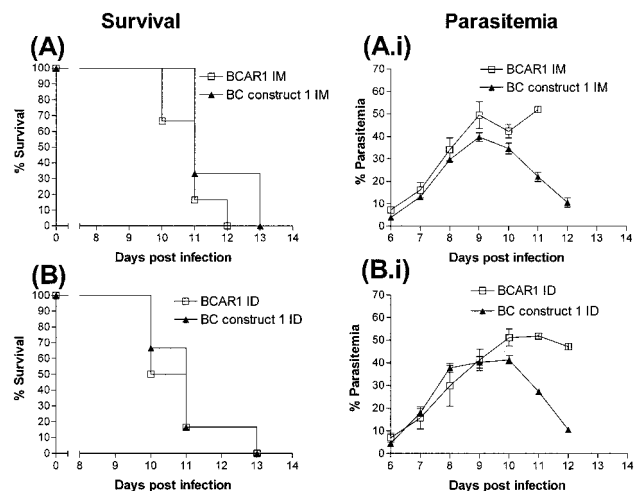 Survival
Parasitemia
(A)
BCAR1 IM
BC construct 1 IM
% Survival
100
90
80
70
60
50
40
30
20
10
0
0 8 9 10 11 12 13 14
Days post infection
(A.i)
BCAR1 IM
BC construct 1 IM
% Parasitemia
70
60
50
40
30
20
10
0
6 7 8 9 10 11 12 13 14
Days post infection
(B)
BCAR1 ID
BC construct 1 ID
% Survival
100
90
80
70
60
50
40
30
20
10
0
0 8 9 10 11 12 13 14
Days post infection
(B.i)
BCAR1 ID
BC construct 1 ID
% Parasitemia
70
60
50
40
30
20
10
0
6 7 8 9 10 11 12 13 14
Days post infection